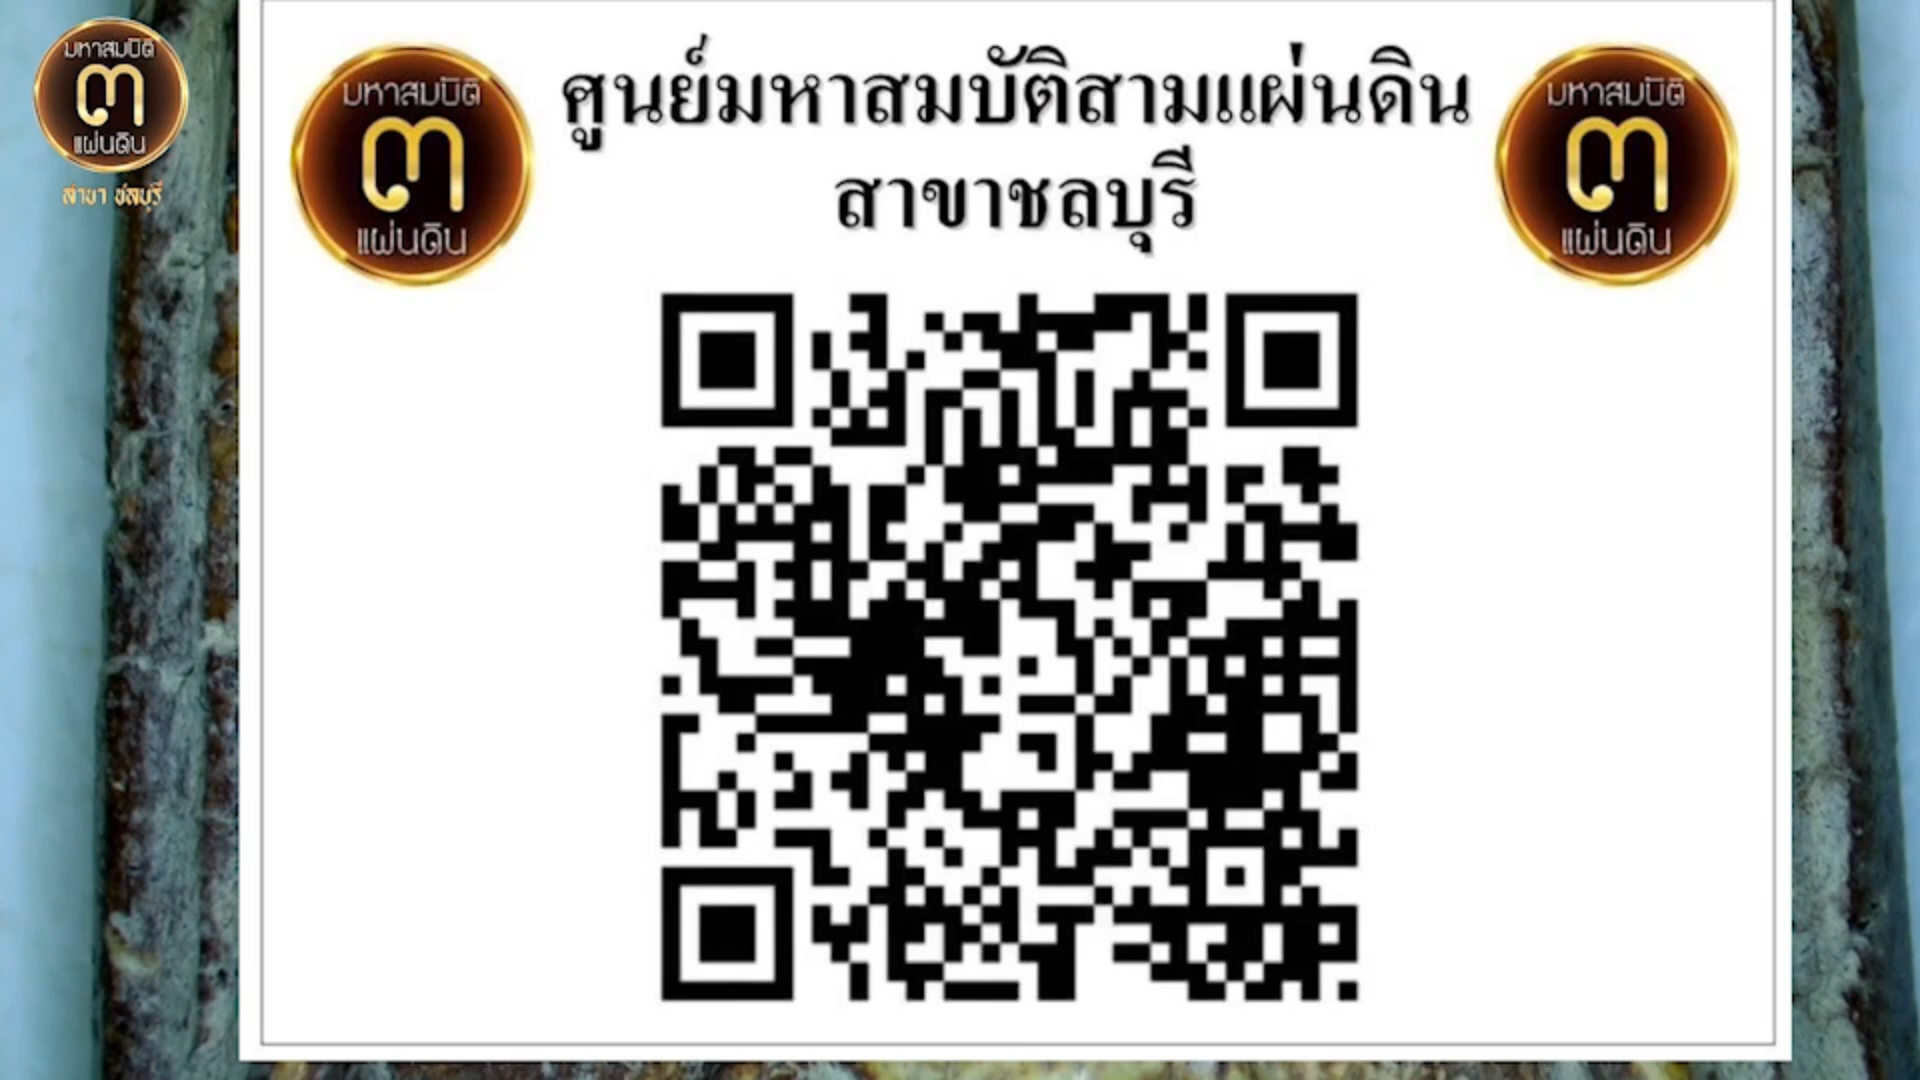 มหาสมบัติ
๓
แผ่นดิน
สาขา ชลบุรี
มหาสมบัติ
๓
แผ่นดิน
ศูนย์มหาสมบัติสามแผ่นดิน
สาขาชลบุรี
มหาสมบัติ
๓
แผ่นดิน